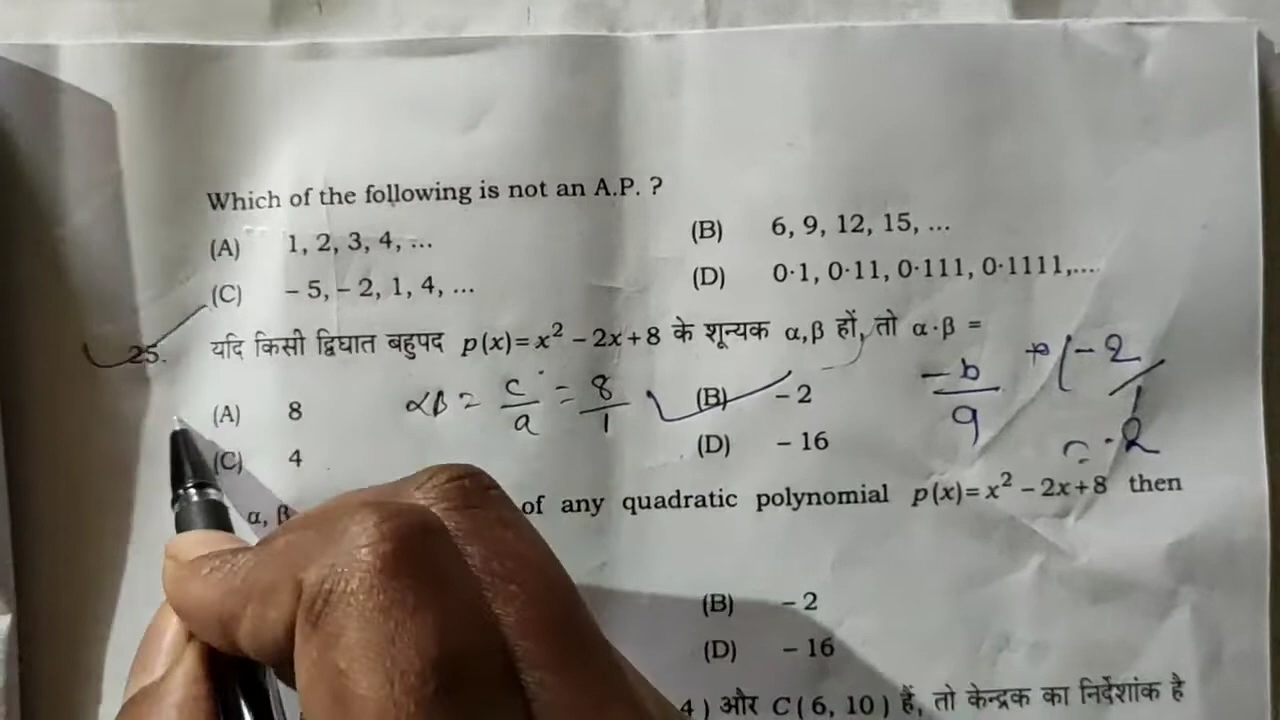 Which of the following is not an A.P. ?
(A) 1, 2, 3, 4, ...
(B) 6, 9, 12, 15, ...
(C) – 5, – 2, 1, 4, ...
(D) 0·1, 0·11, 0·111, 0·1111,....
25. यदि किसी द्विघात बहुपद p(x)=x² – 2x+8 के शून्यक α,β हों, तो α·β =
(A) 8
αβ = c/a = 8/1
(B) – 2
-b/a
(-2/1
= -2
(C) 4
(D) – 16
α, β of any quadratic polynomial p(x)=x² – 2x+8 then
(B) – 2
(D) – 16
4 ) और C( 6, 10 ) हैं, तो केन्द्रक का निर्देशांक है